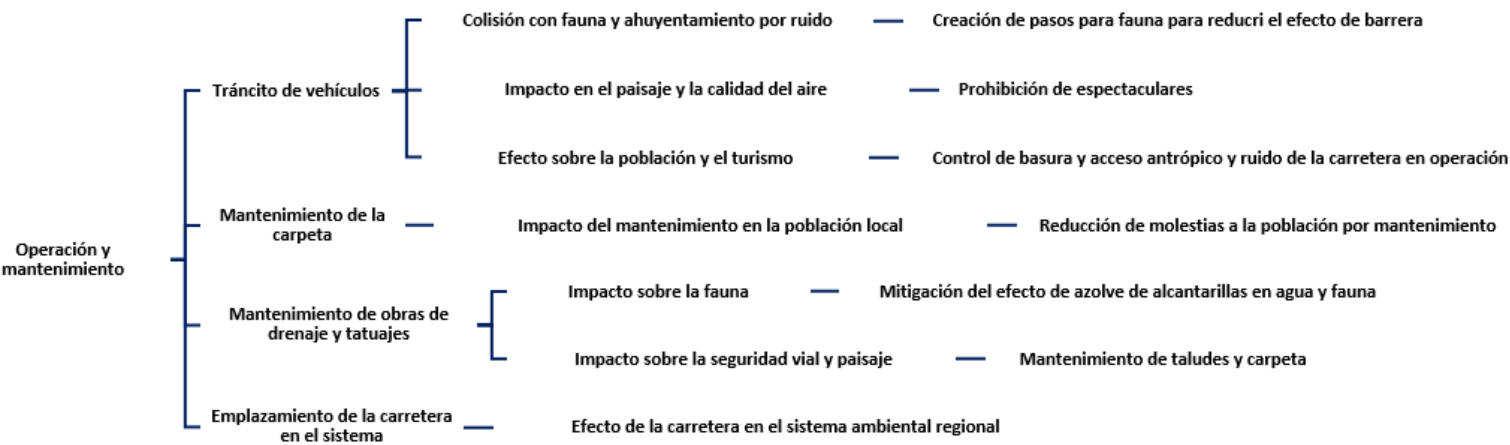 Operación y
mantenimiento
Tráncito de vehículos
Colisión con fauna y ahuyentamiento por ruido
Creación de pasos para fauna para reducri el efecto de barrera
Impacto en el paisaje y la calidad del aire
Prohibición de espectaculares
Efecto sobre la población y el turismo
Control de basura y acceso antrópico y ruido de la carretera en operación
Mantenimiento de la
carpeta
Impacto del mantenimiento en la población local
Reducción de molestias a la población por mantenimiento
Mantenimiento de obras de
drenaje y tatuajes
Impacto sobre la fauna
Mitigación del efecto de azolve de alcantarillas en agua y fauna
Impacto sobre la seguridad vial y paisaje
Mantenimiento de taludes y carpeta
Emplazamiento de la carretera
en el sistema
Efecto de la carretera en el sistema ambiental regional